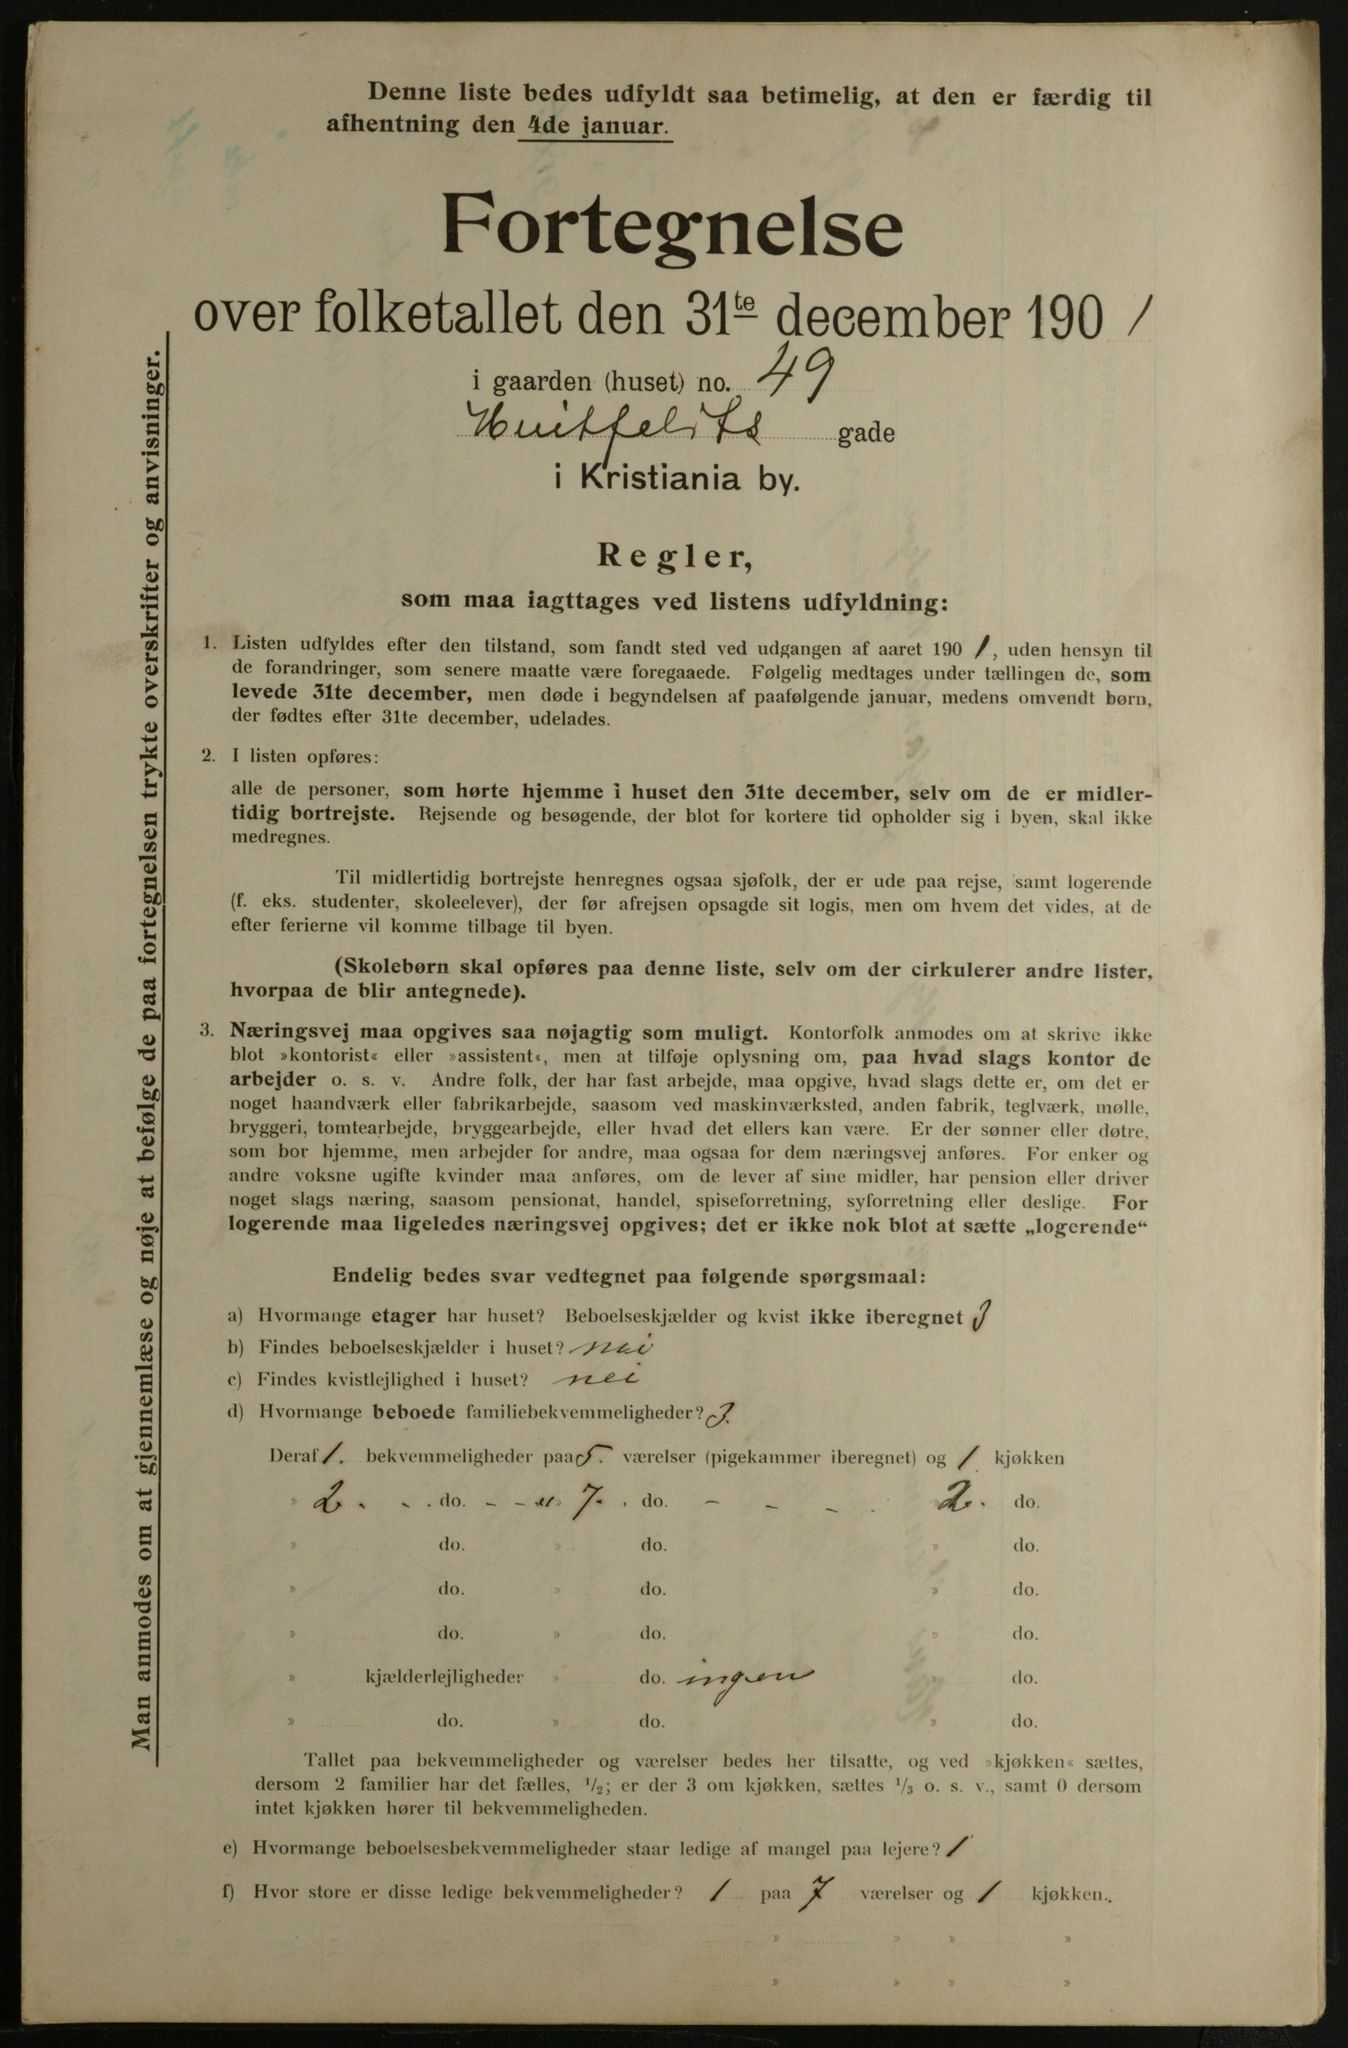 Denne liste bedes udfyldt saa betimelig, at den er færdig til
afhentning den 4de januar.
Fortegnelse
over folketallet den 31te december 190 1
i gaarden (huset) no. 49
Huitfeldts gade
i Kristiania by.
Regler,
som maa iagttages ved listens udfyldning:
1. Listen udfyldes efter den tilstand, som fandt sted ved udgangen af aaret 190 1, uden hensyn til
de forandringer, som senere maatte være foregaaede. Følgelig medtages under tællingen de, som
levede 31te december, men døde i begyndelsen af paafølgende januar, medens omvendt børn,
der fødtes efter 31te december, udelades.
2. I listen opføres:
alle de personer, som hørte hjemme i huset den 31te december, selv om de er midler-
tidig bortrejste. Rejsende og besøgende, der blot for kortere tid opholder sig i byen, skal ikke
medregnes.
Til midlertidig bortrejste henregnes ogsaa sjøfolk, der er ude paa rejse, samt logerende
(f. eks. studenter, skoleelever), der før afrejsen opsagde sit logis, men om hvem det vides, at de
efter ferierne vil komme tilbage til byen.
(Skolebørn skal opføres paa denne liste, selv om der cirkulerer andre lister,
hvorpaa de blir antegnede).
3. Næringsvej maa opgives saa nøjagtig som muligt. Kontorfolk anmodes om at skrive ikke
blot »kontorist« eller »assistent«, men at tilføje oplysning om, paa hvad slags kontor de
arbejder o. s. v. Andre folk, der har fast arbejde, maa opgive, hvad slags dette er, om det er
noget haandværk eller fabrikarbejde, saasom ved maskinværksted, anden fabrik, teglværk, mølle,
bryggeri, tomtearbejde, bryggearbejde, eller hvad det ellers kan være. Er der sønner eller døtre,
som bor hjemme, men arbejder for andre, maa ogsaa for dem næringsvej anføres. For enker og
andre voksne ugifte kvinder maa anføres, om de lever af sine midler, har pension eller driver
noget slags næring, saasom pensionat, handel, spiseforretning, syforretning eller deslige. For
logerende maa ligeledes næringsvej opgives; det er ikke nok blot at sætte „logerende“
Endelig bedes svar vedtegnet paa følgende spørgsmaal:
a) Hvormange etager har huset? Beboelseskjælder og kvist ikke iberegnet 3
b) Findes beboelseskjælder i huset? nei
c) Findes kvistlejlighed i huset? nei
d) Hvormange beboede familiebekvemmeligheder? 3.
Deraf 1. bekvemmeligheder paa 5. værelser (pigekammer iberegnet) og 1 kjøkken
» 2. - . do. - - » 7. . do. - - - . » 2. do.
» do. » do. » do.
» do. » do. » do.
» do. » do. » do.
» kjælderlejligheder » do. ingen » do.
» do. » do. » do.
Tallet paa bekvemmeligheder og værelser bedes her tilsatte, og ved »kjøkken« sættes,
dersom 2 familier har det fælles, 1/2; er der 3 om kjøkken, sættes 1/3 o. s. v., samt 0 dersom
intet kjøkken hører til bekvemmeligheden.
e) Hvormange beboelsesbekvemmeligheder staar ledige af mangel paa lejere? 1
f) Hvor store er disse ledige bekvemmeligheder? 1 paa 7 værelser og 1 kjøkken.
» » » »
» » » »
Man anmodes om at gjennemlæse og nøje at befølge de paa fortegnelsen trykte overskrifter og anvisninger.